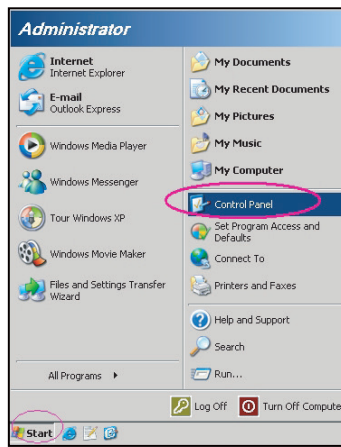 Administrator
Internet
Internet Explorer
E-mail
Outlook Express
Windows Media Player
Windows Messenger
Tour Windows XP
Windows Movie Maker
Files and Settings Transfer
Wizard
All Programs
My Documents
My Recent Documents
My Pictures
My Music
My Computer
Control Panel
Set Program Access and
Defaults
Connect To
Printers and Faxes
Help and Support
Search
Run...
Log Off
Turn Off Compute
Start